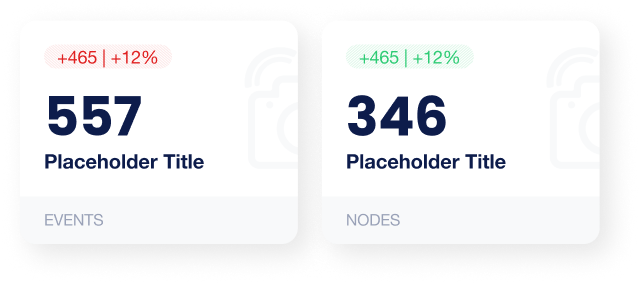 +465 | +12%
557
Placeholder Title
EVENTS
+465 | +12%
346
Placeholder Title
NODES